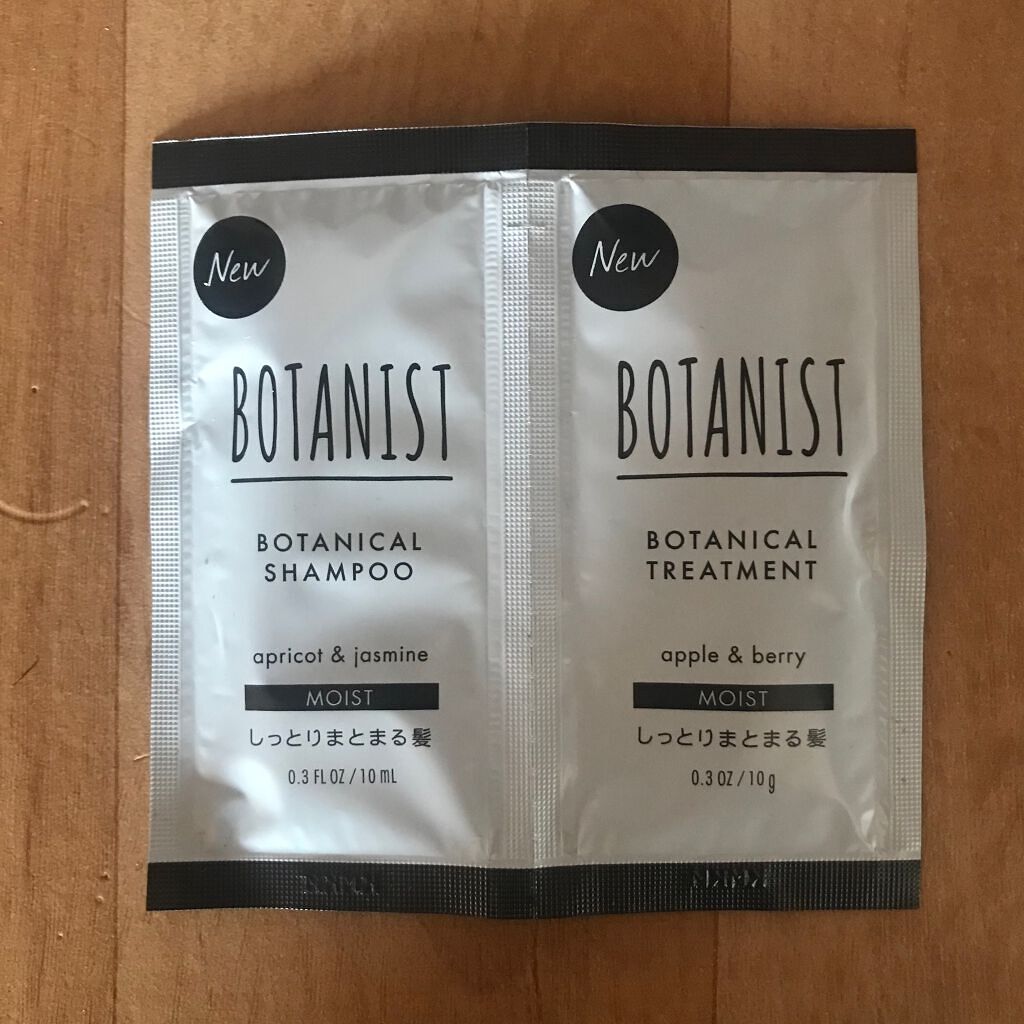 New
BOTANIST
BOTANICAL
SHAMPOO
apricot & jasmine
MOIST
しっとりまとまる髪
0.3 FL OZ / 10 mL
New
BOTANIST
BOTANICAL
TREATMENT
apple & berry
MOIST
しっとりまとまる髪
0.3 OZ / 10 g